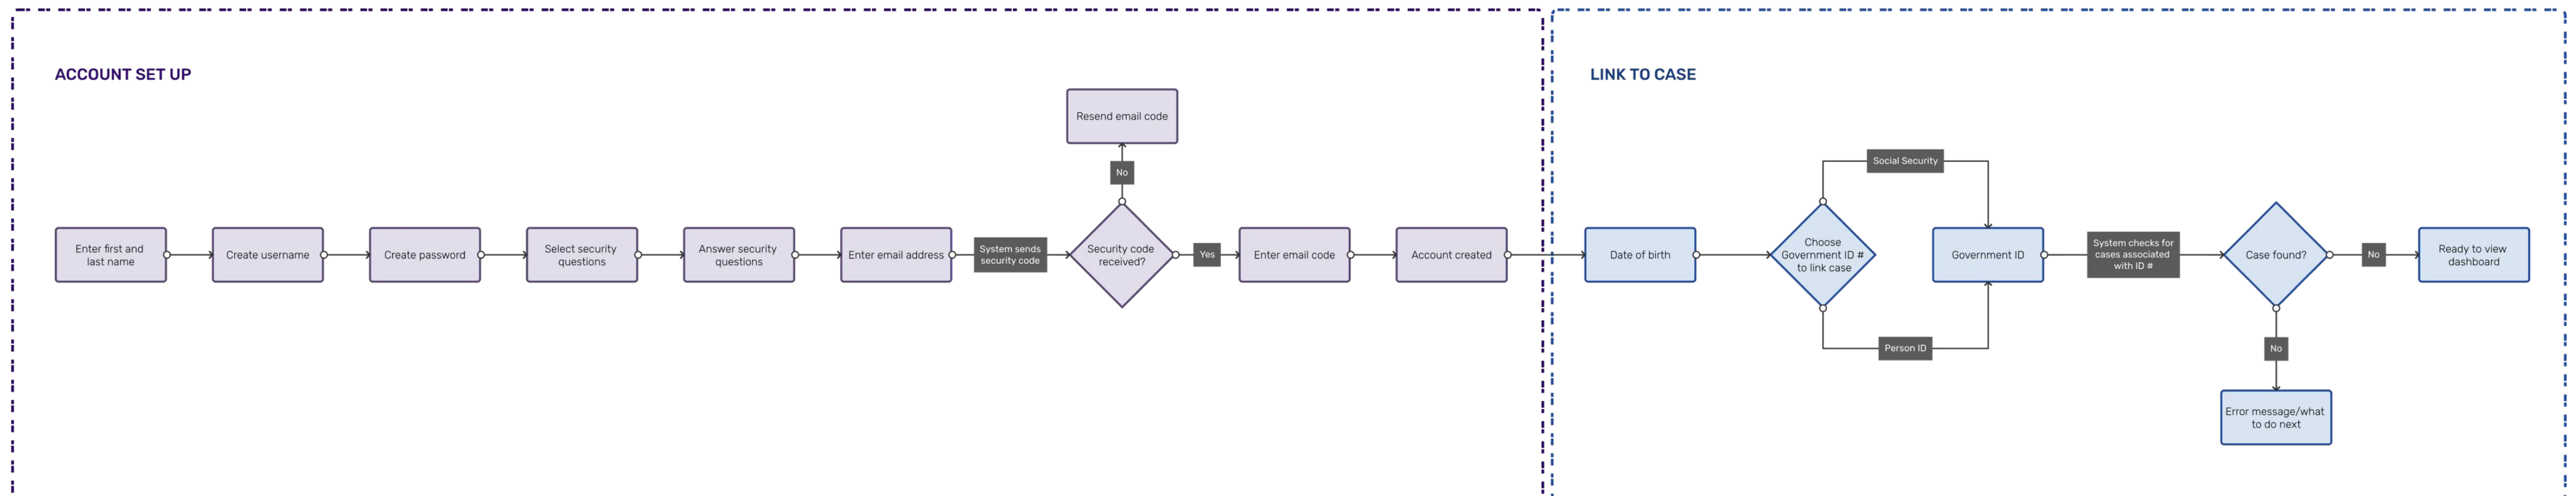 ACCOUNT SET UP
Resend email code
No
Enter first and
last name
Create username
Create password
Select security
questions
Answer security
questions
Enter email address
System sends
security code
Security code
received?
Yes
Enter email code
Account created
LINK TO CASE
Social Security
Date of birth
Choose
Government ID #
to link case
Government ID
System checks for
cases associated
with ID #
Case found?
No
Ready to view
dashboard
Person ID
No
Error message/what
to do next